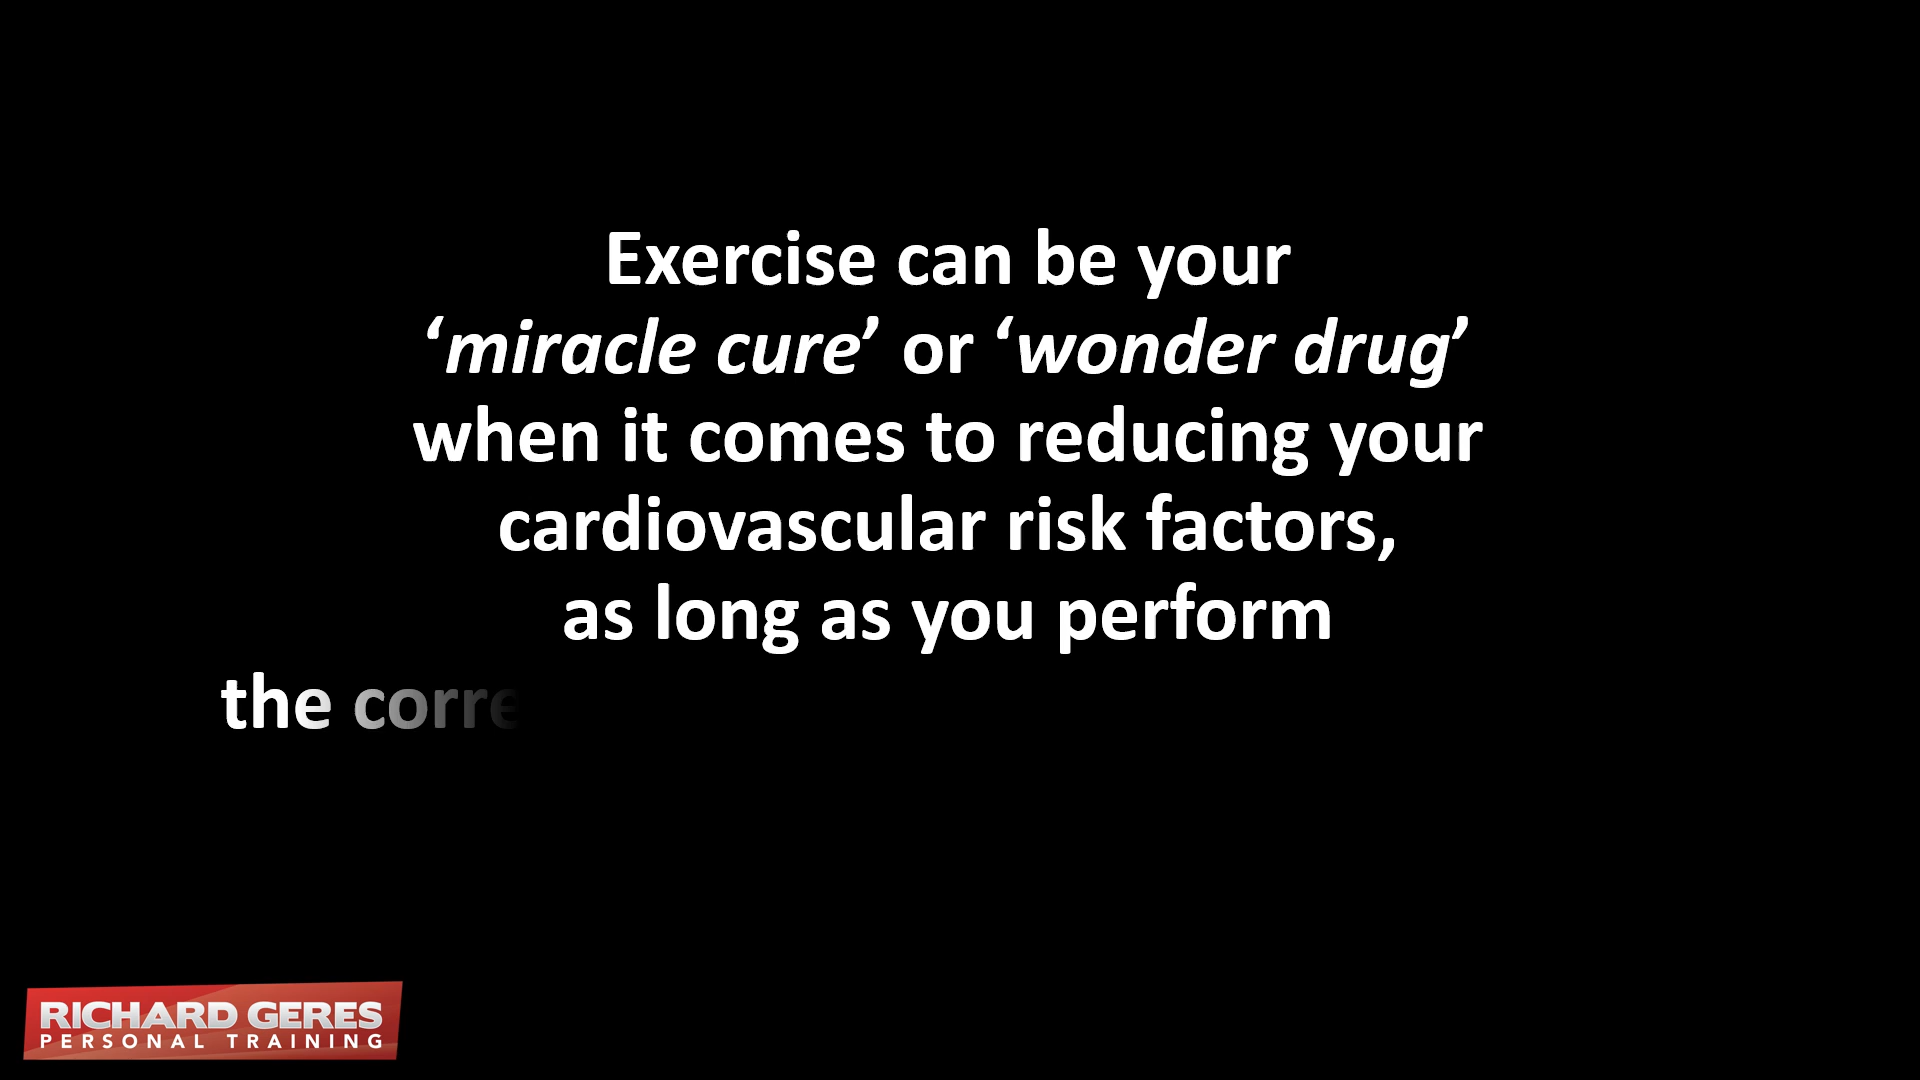 Exercise can be your
‘miracle cure’ or ‘wonder drug’
when it comes to reducing your
cardiovascular risk factors,
as long as you perform
the corre
RICHARD GERES
PERSONAL TRAINING